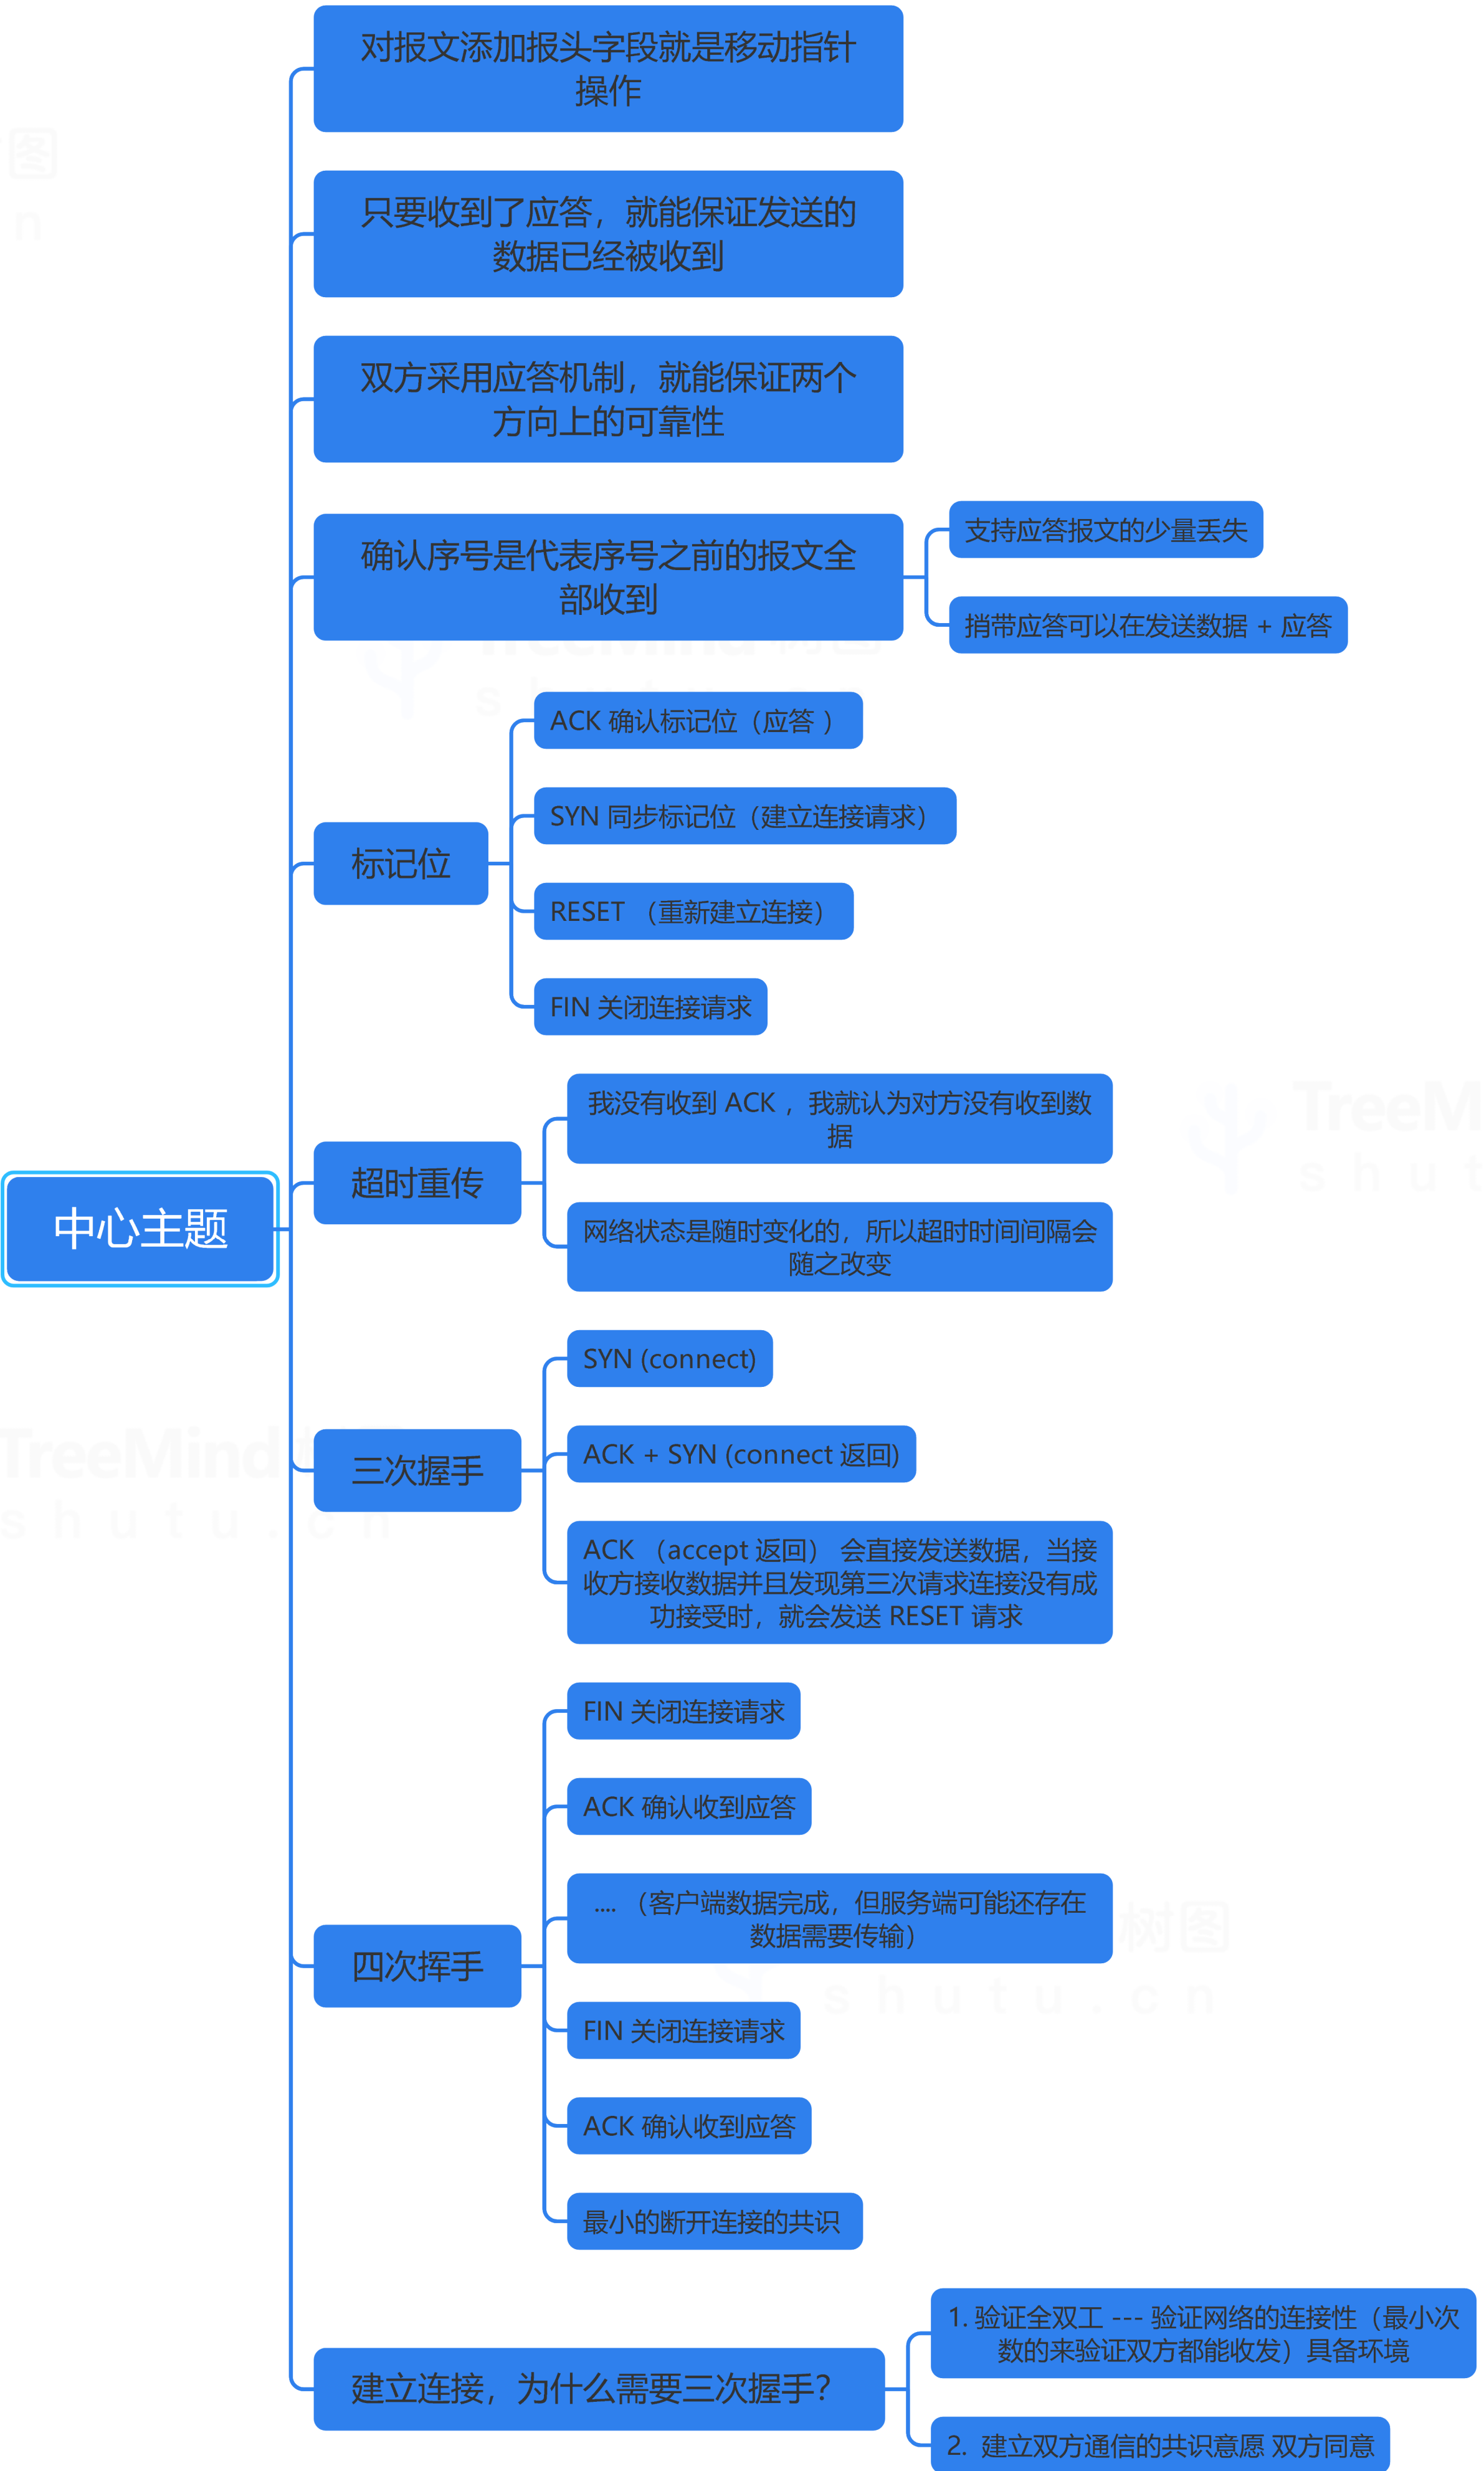 对报文添加报头字段就是移动指针
操作
只要收到了应答，就能保证发送的
数据已经被收到
双方采用应答机制，就能保证两个
方向上的可靠性
确认序号是代表序号之前的报文全
部收到
支持应答报文的少量丢失
捎带应答可以在发送数据 + 应答
标记位
ACK 确认标记位（应答 ）
SYN 同步标记位（建立连接请求）
RESET （重新建立连接）
FIN 关闭连接请求
超时重传
我没有收到 ACK ，我就认为对方没有收到数
据
网络状态是随时变化的，所以超时时间间隔会
随之改变
中心主题
三次握手
SYN (connect)
ACK + SYN (connect 返回)
ACK （accept 返回） 会直接发送数据，当接
收方接收数据并且发现第三次请求连接没有成
功接受时，就会发送 RESET 请求
四次挥手
FIN 关闭连接请求
ACK 确认收到应答
.... （客户端数据完成，但服务端可能还存在
数据需要传输）
FIN 关闭连接请求
ACK 确认收到应答
最小的断开连接的共识
建立连接，为什么需要三次握手？
1. 验证全双工 --- 验证网络的连接性（最小次
数的来验证双方都能收发）具备环境
2. 建立双方通信的共识意愿 双方同意
图
n
TreeM
s h u t
TreeMind
s h u t u . c n
树图
s h u t u . c n